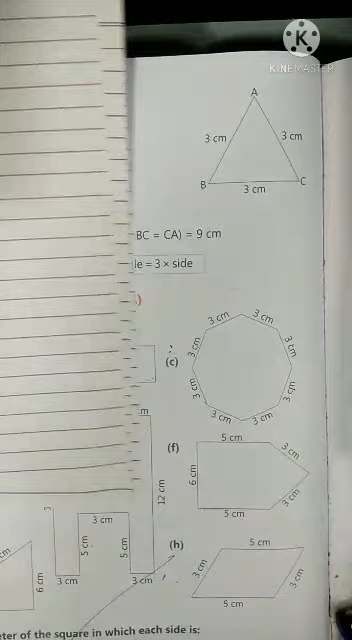 K
KINEMASTER
A
3 cm
3 cm
B
C
3 cm
BC = CA) = 9 cm
le = 3 × side
)
(c)
3 cm
3 cm
3 cm
3 cm
3 cm
3 cm
3 cm
3 cm
m
12 cm
3 cm
5 cm
5 cm
3 cm
3 cm
cm
6 cm
(f)
5 cm
3 cm
6 cm
3 cm
5 cm
(h)
5 cm
3 cm
3 cm
5 cm
ter of the square in which each side is: